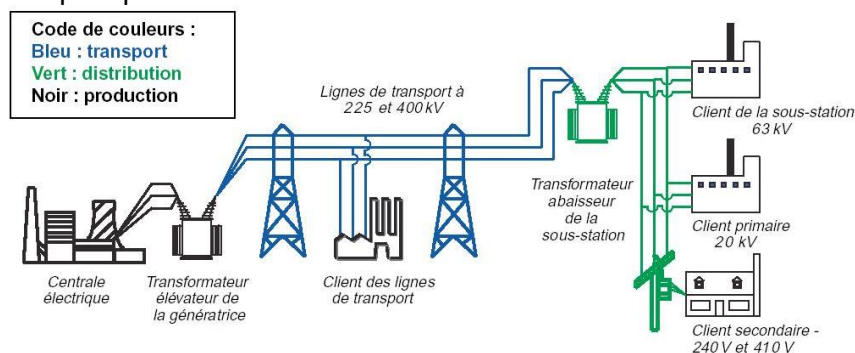 Code de couleurs :
Bleu : transport
Vert : distribution
Noir : production
Lignes de transport à
225 et 400 kV
Client de la sous-station
63 kV
Transformateur
abaisseur
de la
sous-station
Client primaire
20 kV
Centrale
électrique
Transformateur
élévateur de
la génératrice
Client des lignes
de transport
Client secondaire -
240 V et 410 V